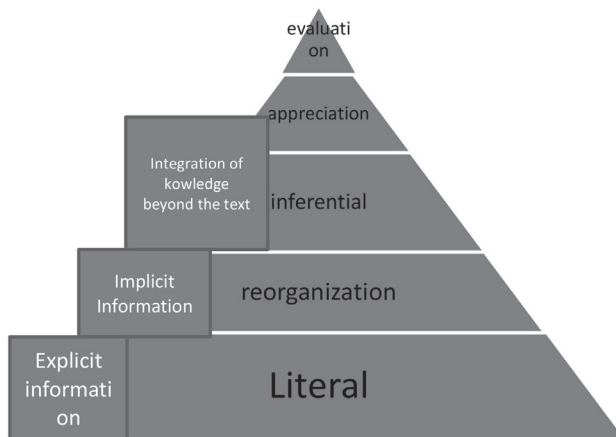 evaluati
on
appreciation
Integration of
kowledge
beyond the text
inferential
Implicit
Information
reorganization
Explicit
informati
on
Literal